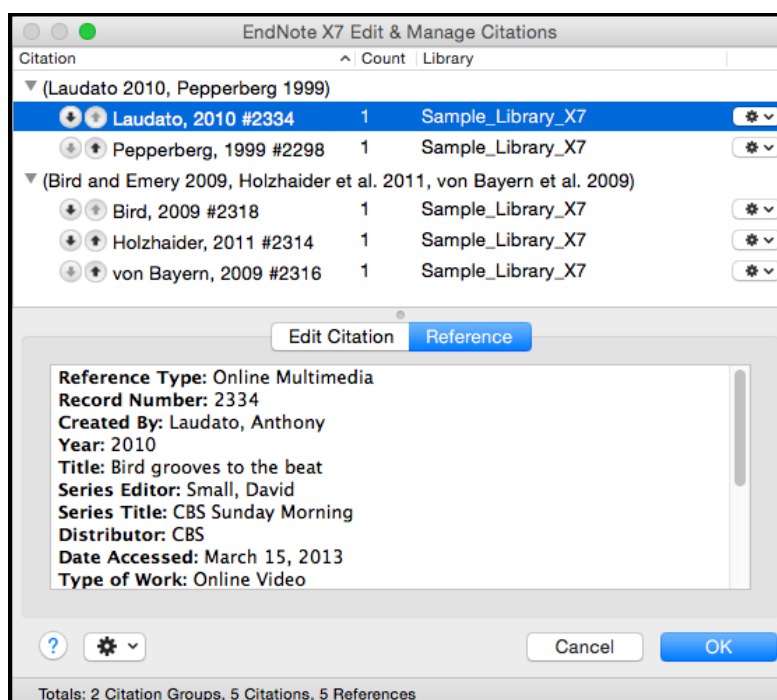 EndNote X7 Edit & Manage Citations
Citation Count Library
(Laudato 2010, Pepperberg 1999)
Laudato, 2010 #2334 1 Sample_Library_X7
Pepperberg, 1999 #2298 1 Sample_Library_X7
(Bird and Emery 2009, Holzhaider et al. 2011, von Bayern et al. 2009)
Bird, 2009 #2318 1 Sample_Library_X7
Holzhaider, 2011 #2314 1 Sample_Library_X7
von Bayern, 2009 #2316 1 Sample_Library_X7
Edit Citation Reference
Reference Type: Online Multimedia
Record Number: 2334
Created By: Laudato, Anthony
Year: 2010
Title: Bird grooves to the beat
Series Editor: Small, David
Series Title: CBS Sunday Morning
Distributor: CBS
Date Accessed: March 15, 2013
Type of Work: Online Video
? Cancel OK
Totals: 2 Citation Groups, 5 Citations, 5 References